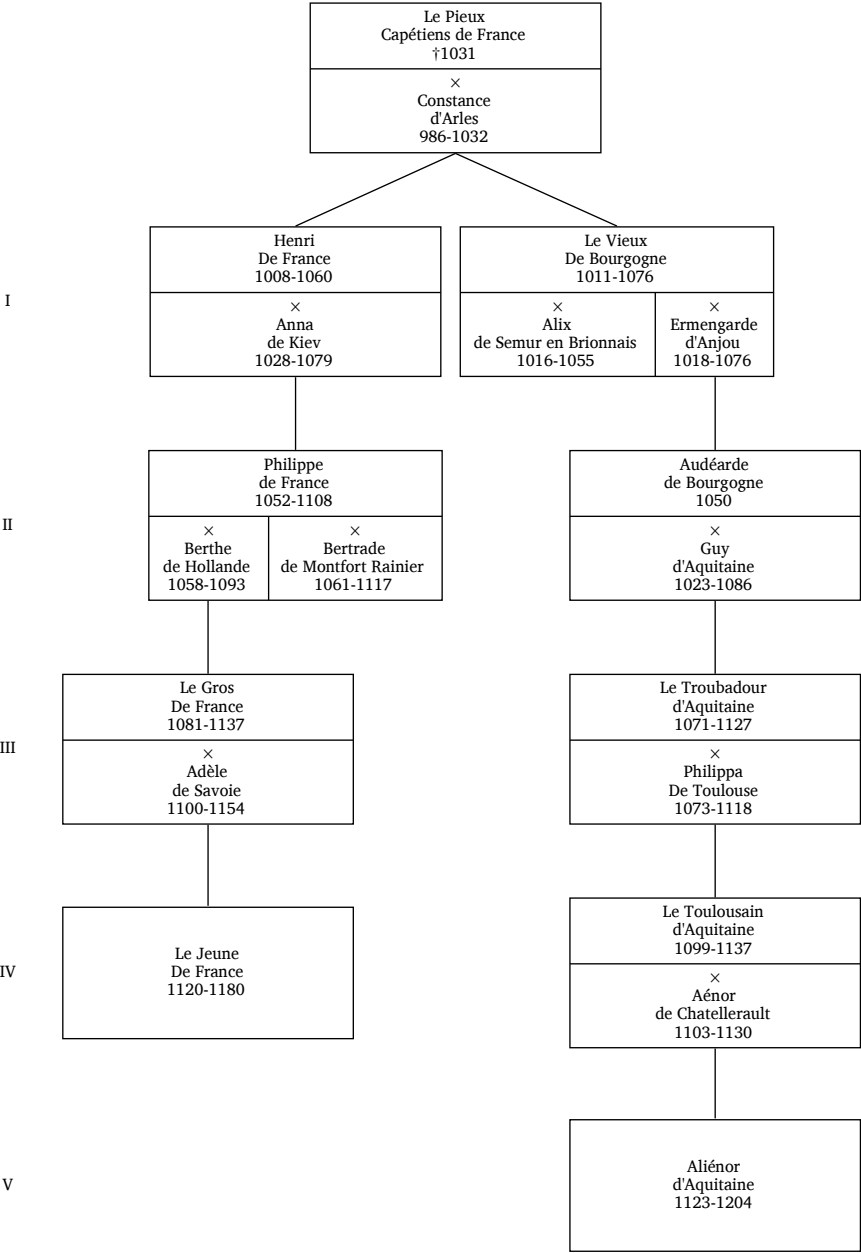 Le Pieux
Capétiens de France
†1031
×
Constance
d'Arles
986-1032
I
Henri
De France
1008-1060
×
Anna
de Kiev
1028-1079
Le Vieux
De Bourgogne
1011-1076
×
Alix
de Semur en Brionnais
1016-1055
×
Ermengarde
d'Anjou
1018-1076
II
Philippe
de France
1052-1108
×
Berthe
de Hollande
1058-1093
×
Bertrade
de Montfort Rainier
1061-1117
Audéarde
de Bourgogne
1050
×
Guy
d'Aquitaine
1023-1086
III
Le Gros
De France
1081-1137
×
Adèle
de Savoie
1100-1154
Le Troubadour
d'Aquitaine
1071-1127
×
Philippa
De Toulouse
1073-1118
IV
Le Jeune
De France
1120-1180
Le Toulousain
d'Aquitaine
1099-1137
×
Aénor
de Chatellerault
1103-1130
V
Aliénor
d'Aquitaine
1123-1204